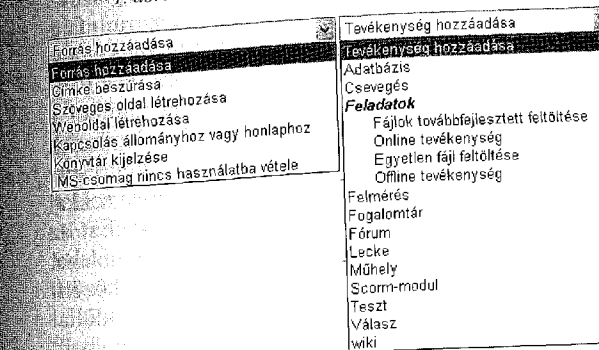 Forrás hozzáadása
Forrás hozzáadása
Címke beszúrása
Szöveges oldal létrehozása
Weboldal létrehozása
Kapcsolás állományhoz vagy honlaphoz
Könyvtár kijelzése
MS-csomag nincs használatba vétele
Tevékenység hozzáadása
Tevékenység hozzáadása
Adatbázis
Csevegés
Feladatok
Fájlok továbbfejlesztett feltöltése
Online tevékenység
Egyetlen fájl feltöltése
Offline tevékenység
Felmérés
Fogalomtár
Fórum
Lecke
Műhely
Scorm-modul
Teszt
Válasz
wiki